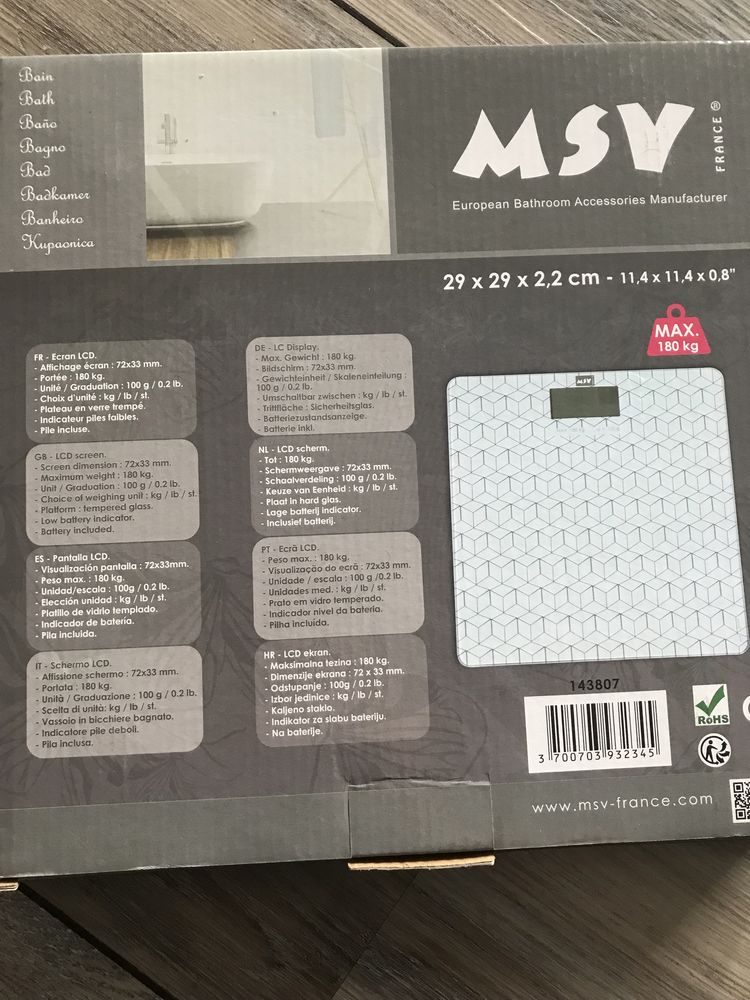 Bain
Bath
Baño
Bagno
Bad
Badkamer
Banheiro
Kupaonica
MSV
FRANCE ®
European Bathroom Accessories Manufacturer
29 x 29 x 2,2 cm - 11,4 x 11,4 x 0,8"
MAX.
180 kg
FR - Ecran LCD.
- Affichage écran : 72x33 mm.
- Portée : 180 kg.
- Unité / Graduation : 100 g / 0.2 lb.
- Choix d'unité : kg / lb / st.
- Plateau en verre trempé.
- Indicateur piles faibles.
- Pile incluse.
GB - LCD screen.
- Screen dimension : 72x33 mm.
- Maximum weight : 180 kg.
- Unit / Graduation : 100 g / 0.2 lb.
- Choice of weighing unit : kg / lb / st.
- Platform : tempered glass.
- Low battery indicator.
- Battery included.
ES - Pantalla LCD.
- Visualización pantalla : 72x33mm.
- Peso max. : 180 kg.
- Unidad/escala : 100g / 0.2 lb.
- Elección unidad : kg / lb / st.
- Platillo de vidrio templado.
- Indicador de batería.
- Pila incluida.
IT - Schermo LCD.
- Affissione schermo : 72x33 mm.
- Portata : 180 kg.
- Unità / Graduazione : 100 g / 0.2 lb.
- Scelta di unità: kg / lb / st.
- Vassoio in bicchiere bagnato.
- Indicatore pile deboli.
- Pila inclusa.
DE - LC Display.
- Max. Gewicht : 180 kg.
- Bildschirm : 72x33 mm.
- Gewichteinheit / Skaleneinteilung :
100 g / 0.2 lb.
- Umschaltbar zwischen : kg / lb / st.
- Trittfläche : Sicherheitsglas.
- Batteriezustandsanzeige.
- Batterie inkl.
NL - LCD scherm.
- Tot : 180 kg.
- Schermweergave : 72x33 mm.
- Schaalverdeling : 100 g / 0.2 lb.
- Keuze van Eenheid : kg / lb / st.
- Plaat in hard glas.
- Lage batterij indicator.
- Inclusief batterij.
PT - Ecrã LCD.
- Peso max. : 180 kg.
- Visualização do ecrã : 72x33 mm.
- Unidade / escala : 100 g /0.2 lb.
- Unidades med. : kg / lb / st.
- Prato em vidro temperado.
- Indicador nível da bateria.
- Pilha incluída.
HR - LCD ekran.
- Maksimalna tezina : 180 kg.
- Dimenzije ekrana : 72 x 33 mm.
- Odstupanje : 100g / 0.2 lb.
- Izbor jedinice : kg / lb / st.
- Kaljeno staklo.
- Indikator za slabu bateriju.
- Na baterije.
MSV
143807
3 700703 932345
RoHS
www.msv-france.com